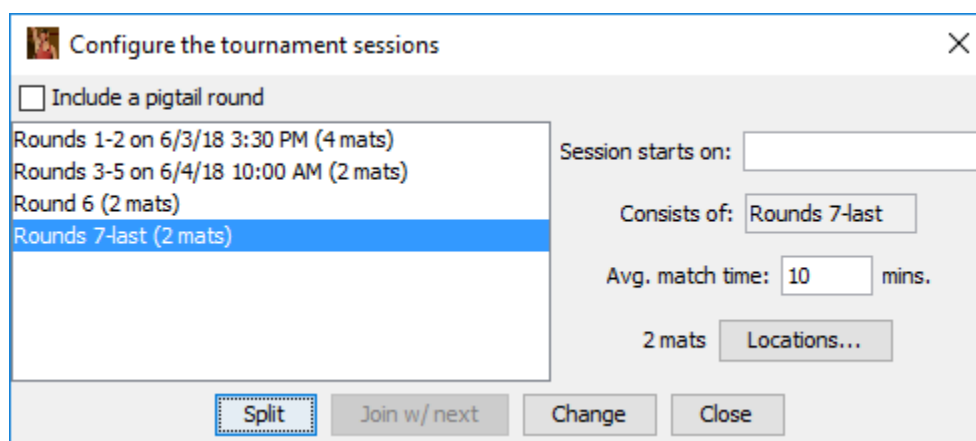 Configure the tournament sessions
Include a pigtail round
Rounds 1-2 on 6/3/18 3:30 PM (4 mats)
Rounds 3-5 on 6/4/18 10:00 AM (2 mats)
Round 6 (2 mats)
Rounds 7-last (2 mats)
Session starts on:
Consists of: Rounds 7-last
Avg. match time: 10 mins.
2 mats Locations...
Split Join w/ next Change Close